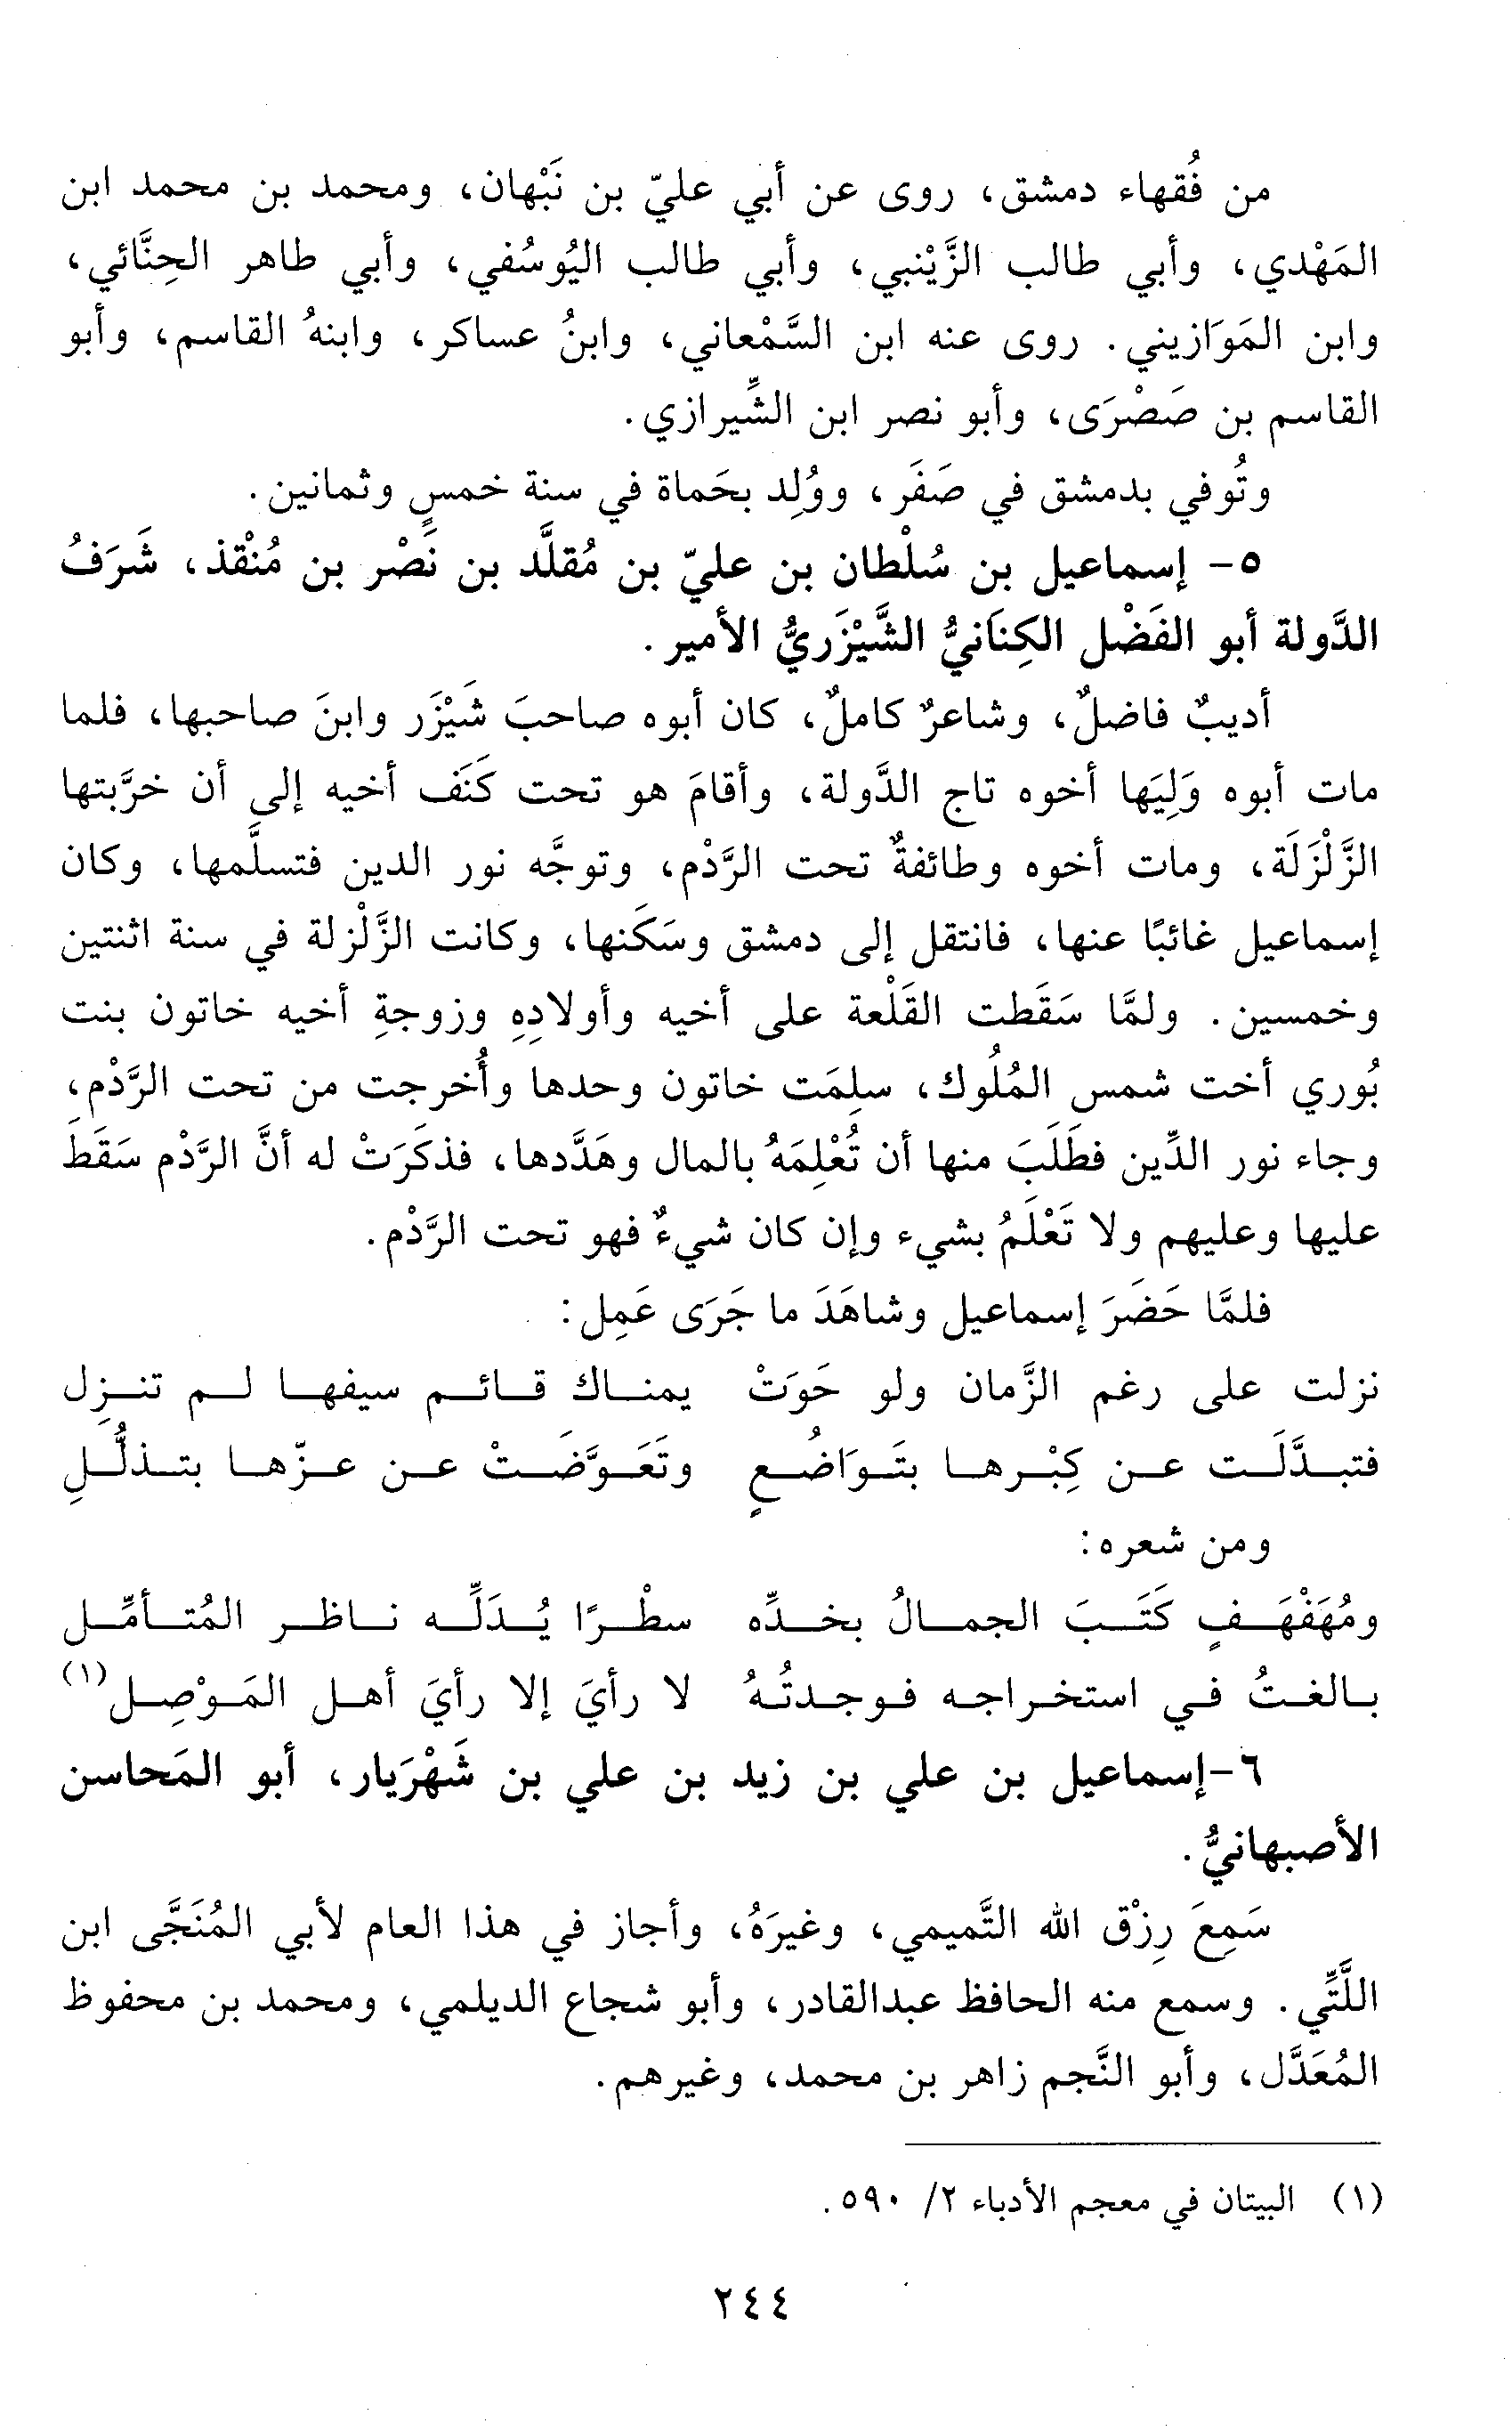 من فُقهاء دمشق، روى عن أبي عليّ بن نَبْهان، ومحمد بن محمد ابن
المَهْدي، وأبي طالب الزَّيْنبي، وأبي طالب اليُوسُفي، وأبي طاهر الحِنَّائي،
وابن المَوَازيني. روى عنه ابن السَّمْعاني، وابنُ عساكر، وابنهُ القاسم، وأبو
القاسم بن صَصْرَى، وأبو نصر ابن الشِّيرازي.
وتُوفي بدمشق في صَفَر، ووُلِد بحَماة في سنة خمسٍ وثمانين.
٥- إسماعيل بن سُلْطان بن عليّ بن مُقلَّد بن نَصْر بن مُنْقذ، شَرَفُ
الدَّولة أبو الفَضْل الكِنَانيُّ الشَّيْزَريُّ الأمير.
أديبٌ فاضلٌ، وشاعرٌ كاملٌ، كان أبوه صاحبَ شَيْزَر وابنَ صاحبها، فلما
مات أبوه وَلِيَها أخوه تاج الدَّولة، وأقامَ هو تحت كَنَف أخيه إلى أن خرَّبتها
الزَّلْزَلَة، ومات أخوه وطائفةٌ تحت الرَّدْم، وتوجَّه نور الدين فتسلَّمها، وكان
إسماعيل غائبًا عنها، فانتقل إلى دمشق وسَكَنها، وكانت الزَّلْزلة في سنة اثنتين
وخمسين. ولمَّا سَقَطت القَلْعة على أخيه وأولادِهِ وزوجةِ أخيه خاتون بنت
بُوري أخت شمس المُلُوك، سلِمَت خاتون وحدها وأُخرجت من تحت الرَّدْم،
وجاء نور الدِّين فطَلَبَ منها أن تُعْلِمَهُ بالمال وهَدَّدها، فذكَرَتْ له أنَّ الرَّدْم سَقَطَ
عليها وعليهم ولا تَعْلَمُ بشيء وإن كان شيءٌ فهو تحت الرَّدْم.
فلمَّا حَضَرَ إسماعيل وشاهَدَ ما جَرَى عَمِل:
نزلت على رغم الزَّمان ولو حَوَتْ يمناك قائم سيفها لم تنزِل
فتبدَّلَت عن كِبْرها بتَوَاضُعٍ وتَعَوَّضَتْ عن عزّها بتذلُّلِ
ومن شعره:
ومُهَفْهَفٍ كَتَبَ الجمالُ بخدِّه سطْرًا يُدَلِّه ناظر المُتأمِّل
بالغتُ في استخراجه فوجدتُهُ لا رأيَ إلا رأيَ أهل المَوْصِل(١)
٦-إسماعيل بن علي بن زيد بن علي بن شَهْرَيار، أبو المَحاسن
الأصبهانيُّ.
سَمِعَ رِزْق الله التَّميمي، وغيرَهُ، وأجاز في هذا العام لأبي المُنَجَّى ابن
اللَّتِّي. وسمع منه الحافظ عبدالقادر، وأبو شجاع الديلمي، ومحمد بن محفوظ
المُعَدَّل، وأبو النَّجم زاهر بن محمد، وغيرهم.
(١) البيتان في معجم الأدباء ٢/ ٥٩٠.
٢٤٤